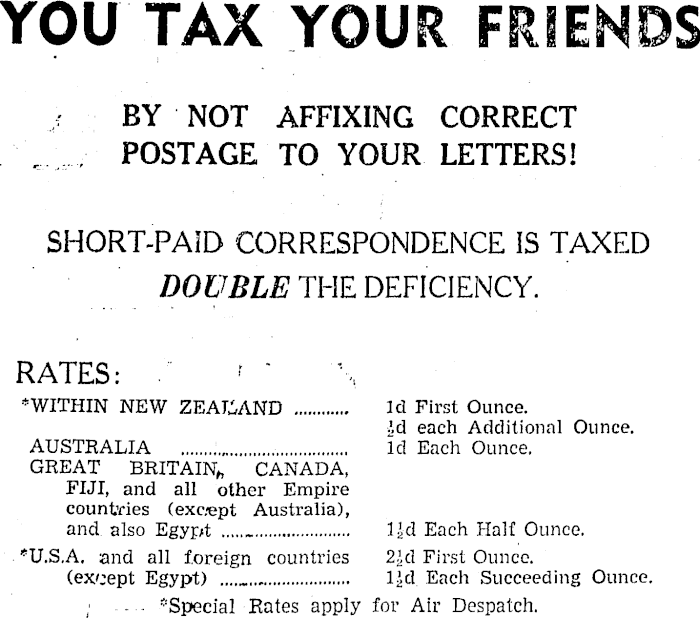 YOU TAX YOUR FRIENDS
BY NOT AFFIXING CORRECT
POSTAGE TO YOUR LETTERS!
SHORT-PAID CORRESPONDENCE IS TAXED
DOUBLE THE DEFICIENCY.
RATES:
*WITHIN NEW ZEALAND ............ 1d First Ounce.
½d each Additional Ounce.
AUSTRALIA .................................... 1d Each Ounce.
GREAT BRITAIN, CANADA,
FIJI, and all other Empire
countries (except Australia),
and also Egypt ............................ 1½d Each Half Ounce.
*U.S.A. and all foreign countries 2½d First Ounce.
(except Egypt) ............................ 1½d Each Succeeding Ounce.
*Special Rates apply for Air Despatch.